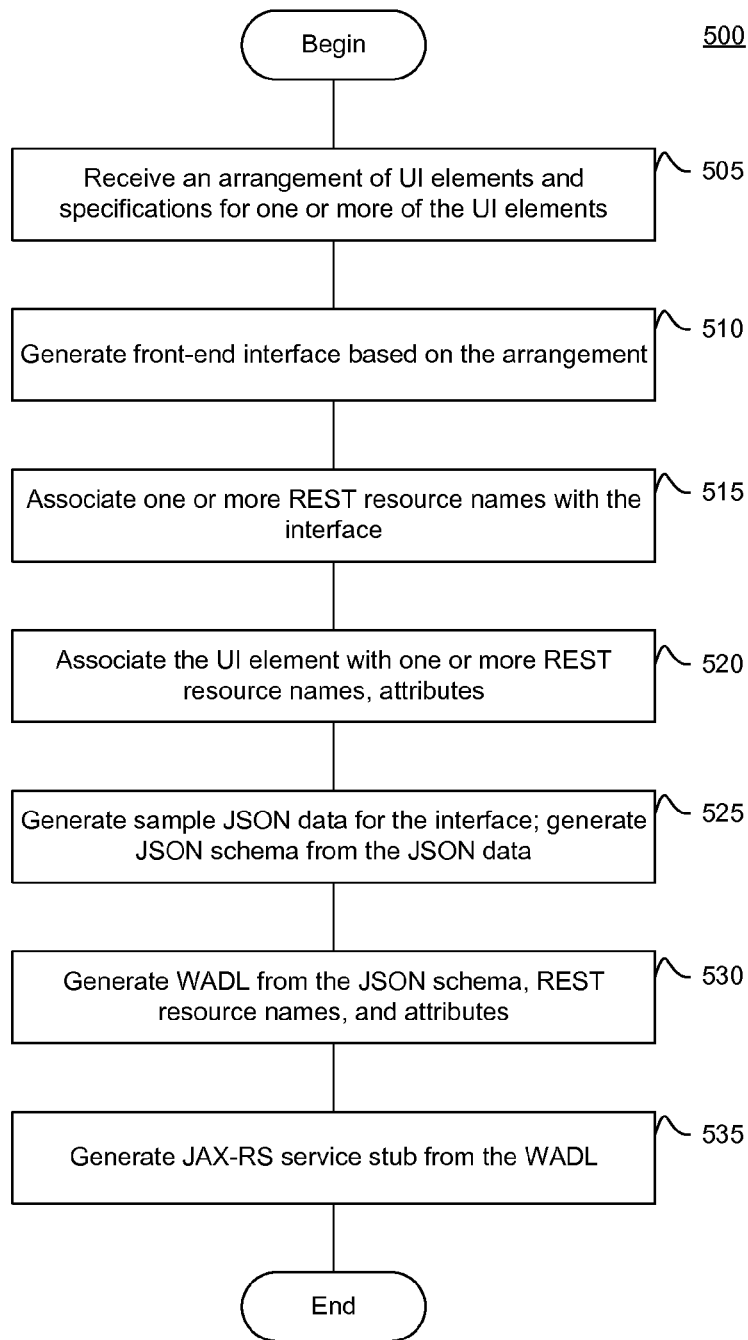 Begin
500
Receive an arrangement of UI elements and
specifications for one or more of the UI elements
505
Generate front-end interface based on the arrangement
510
Associate one or more REST resource names with the
interface
515
Associate the UI element with one or more REST
resource names, attributes
520
Generate sample JSON data for the interface; generate
JSON schema from the JSON data
525
Generate WADL from the JSON schema, REST
resource names, and attributes
530
Generate JAX-RS service stub from the WADL
535
End